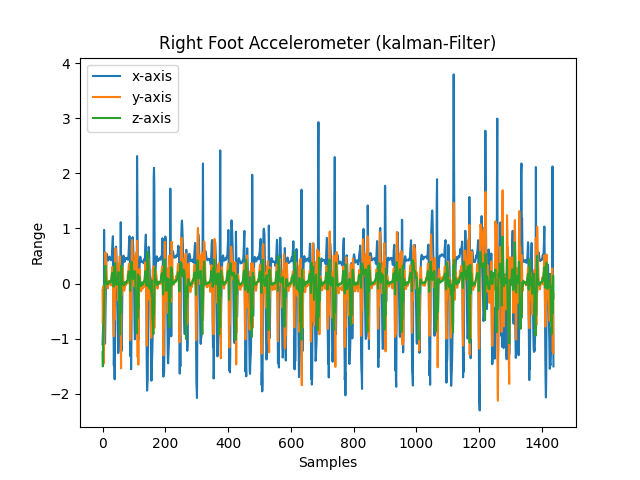 Right Foot Accelerometer (kalman-Filter)
x-axis
y-axis
z-axis
Range
4
3
2
1
0
−1
−2
0 200 400 600 800 1000 1200 1400
Samples